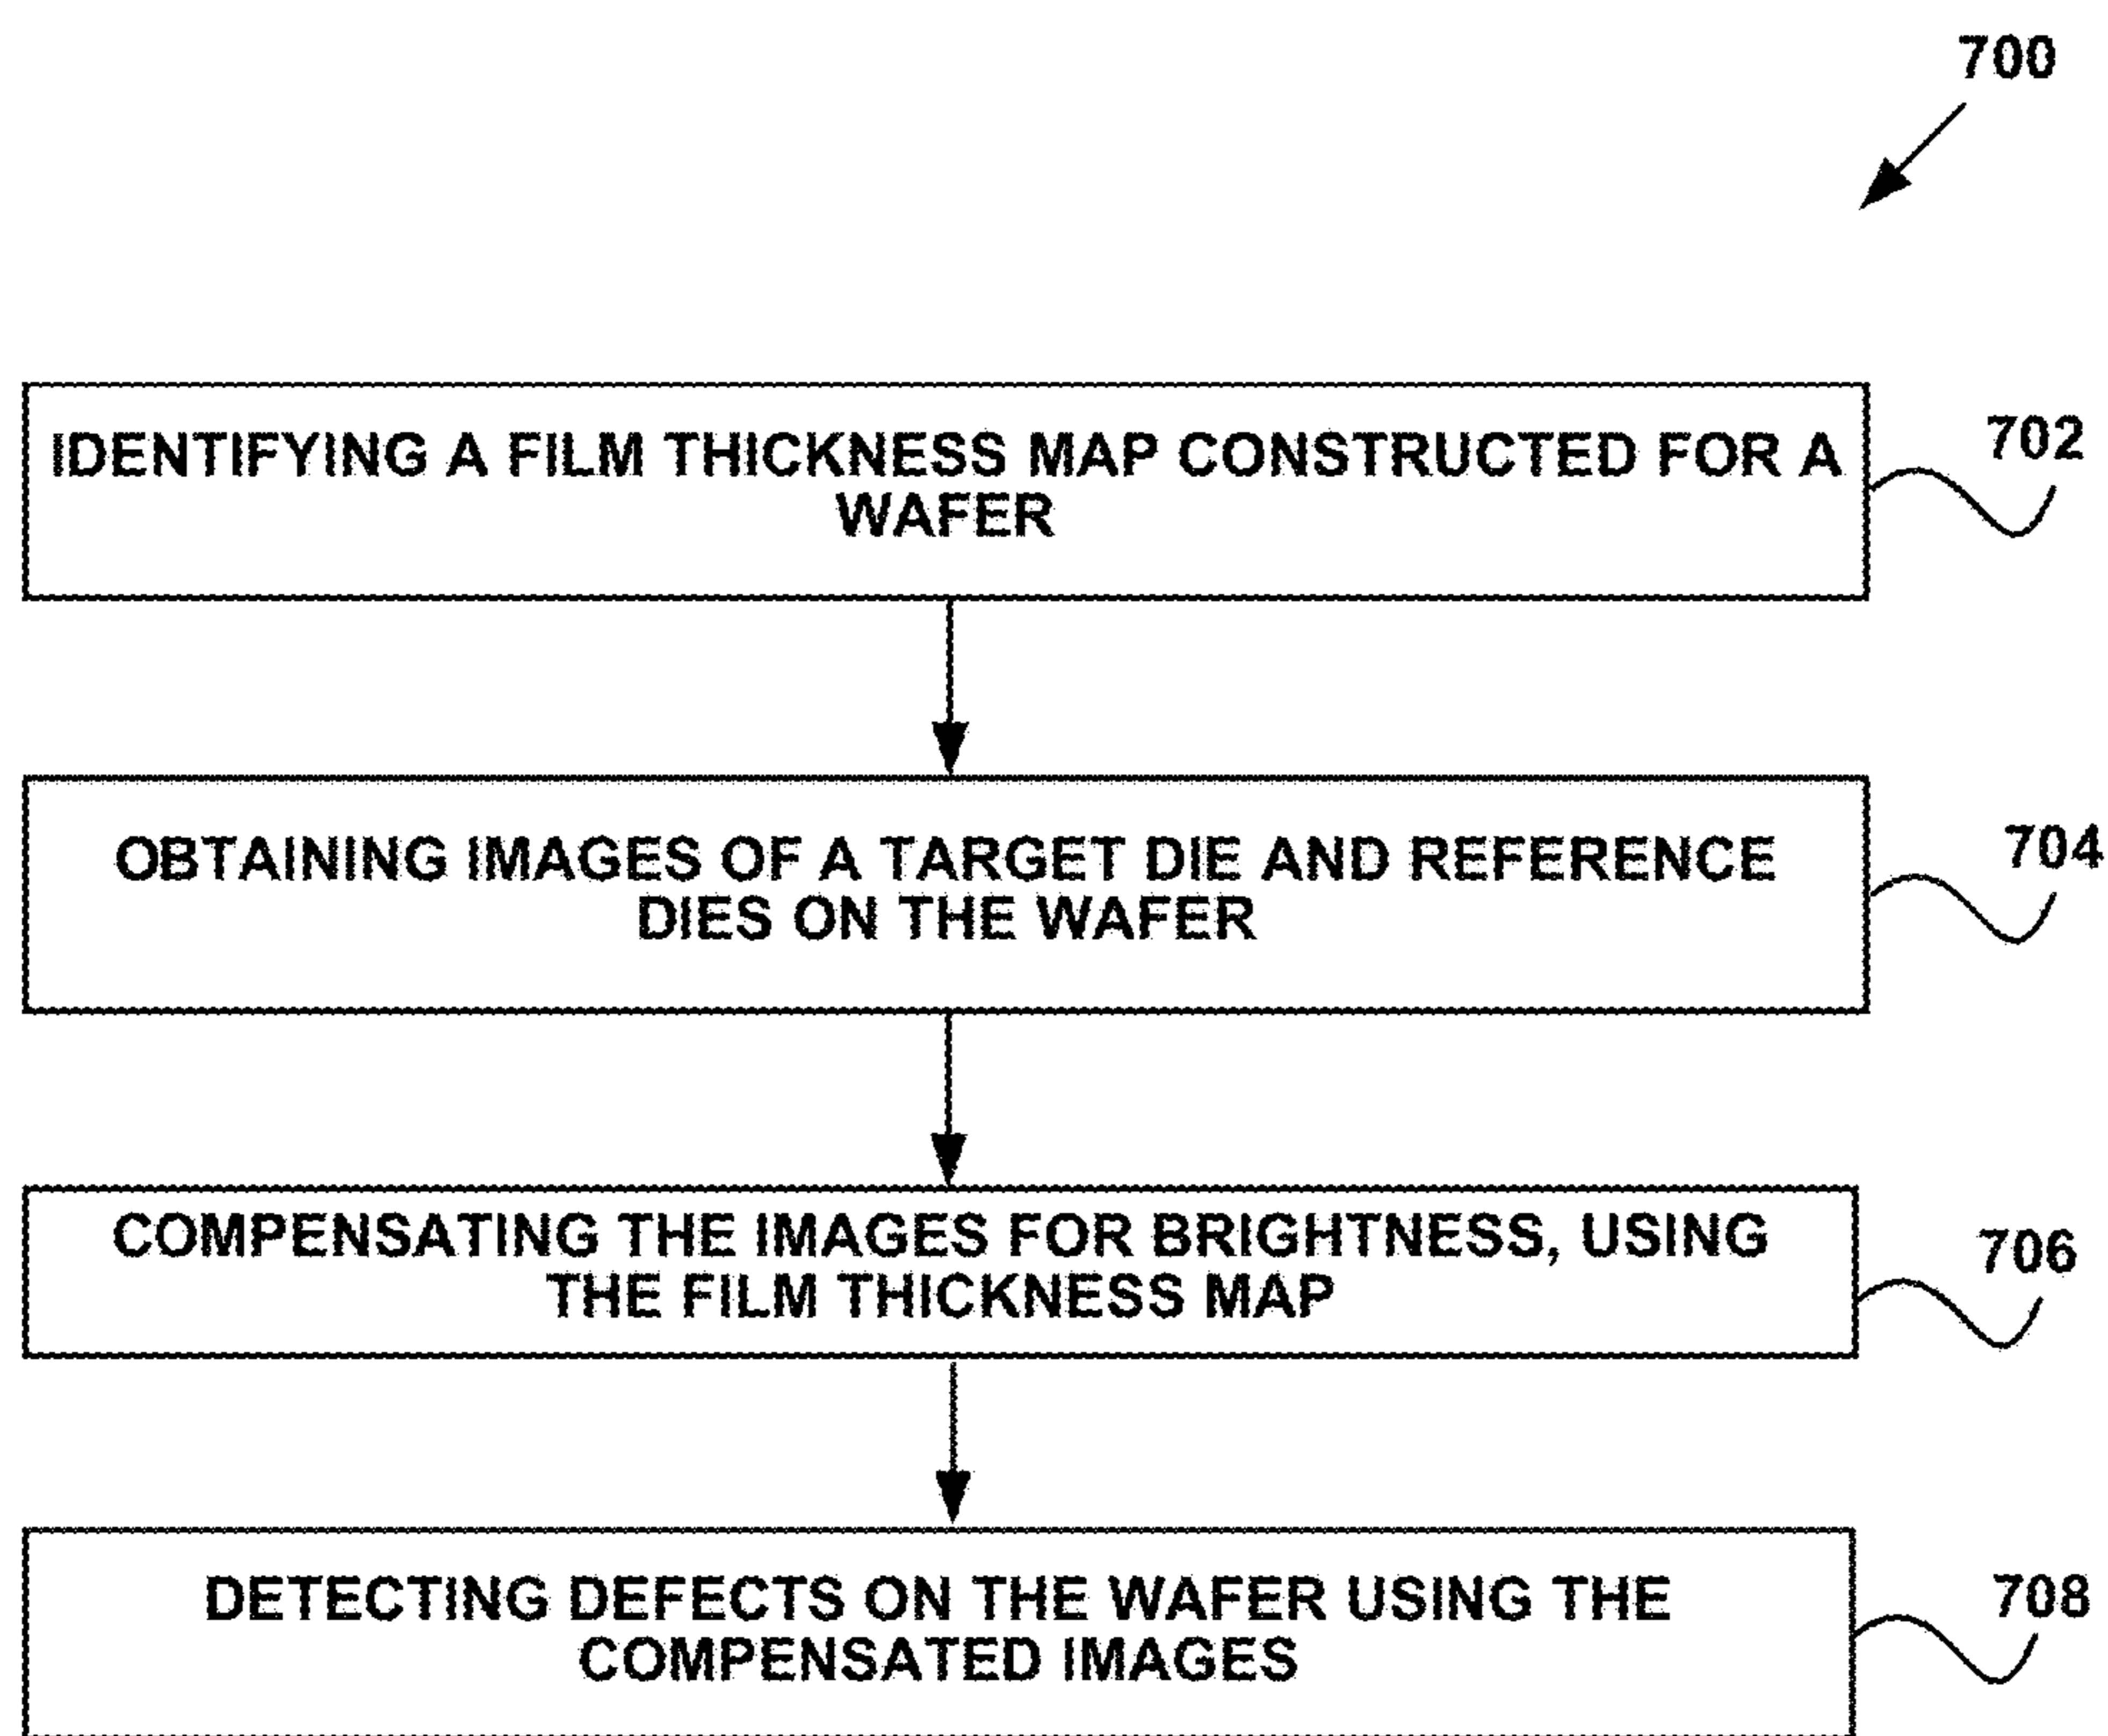 700
IDENTIFYING A FILM THICKNESS MAP CONSTRUCTED FOR A
WAFER
702
OBTAINING IMAGES OF A TARGET DIE AND REFERENCE
DIES ON THE WAFER
704
COMPENSATING THE IMAGES FOR BRIGHTNESS, USING
THE FILM THICKNESS MAP
706
DETECTING DEFECTS ON THE WAFER USING THE
COMPENSATED IMAGES
708